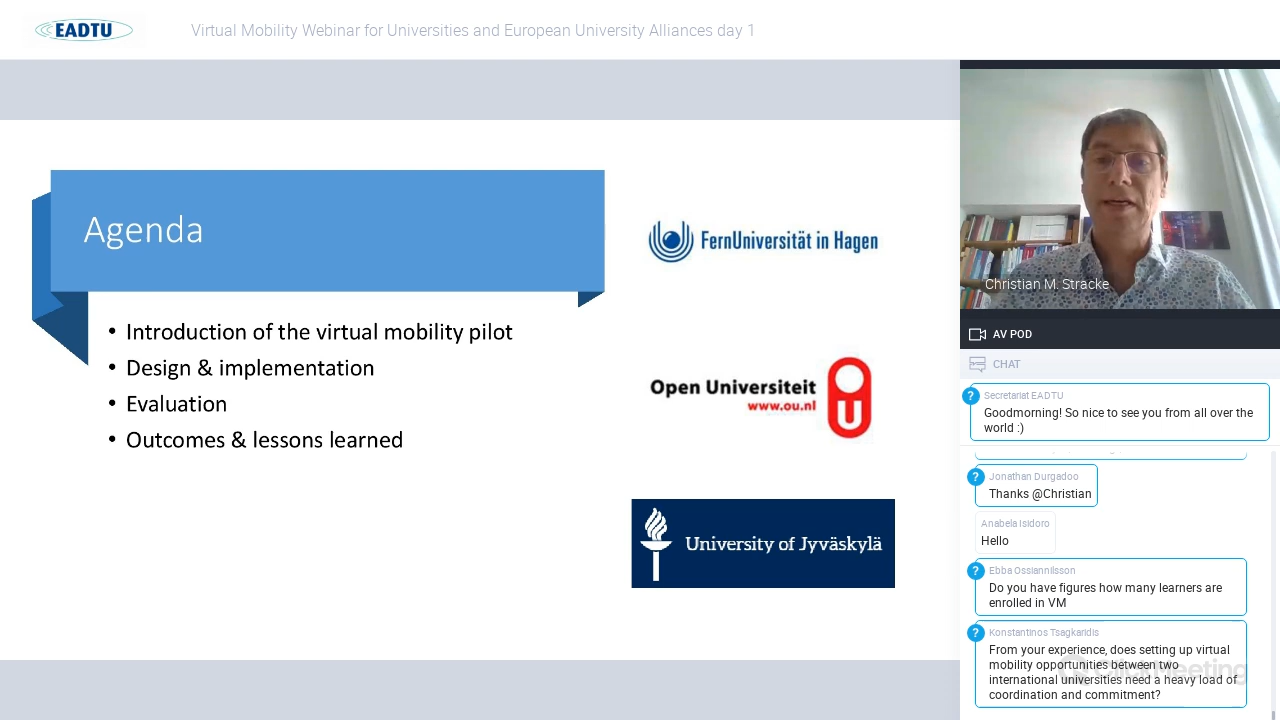 EADTU
Virtual Mobility Webinar for Universities and European University Alliances day 1
Agenda
• Introduction of the virtual mobility pilot
• Design & implementation
• Evaluation
• Outcomes & lessons learned
FernUniversität in Hagen
Open Universiteit
www.ou.nl
University of Jyväskylä
Christian M. Stracke
AV POD
CHAT
?
Secretariat EADTU
Goodmorning! So nice to see you from all over the
world :)
?
Jonathan Durgadoo
Thanks @Christian
Anabela Isidoro
Hello
?
Ebba Ossiannilsson
Do you have figures how many learners are
enrolled in VM
?
Konstantinos Tsagkaridis
From your experience, does setting up virtual
mobility opportunities between two
international universities need a heavy load of
coordination and commitment?
ClickMeeting